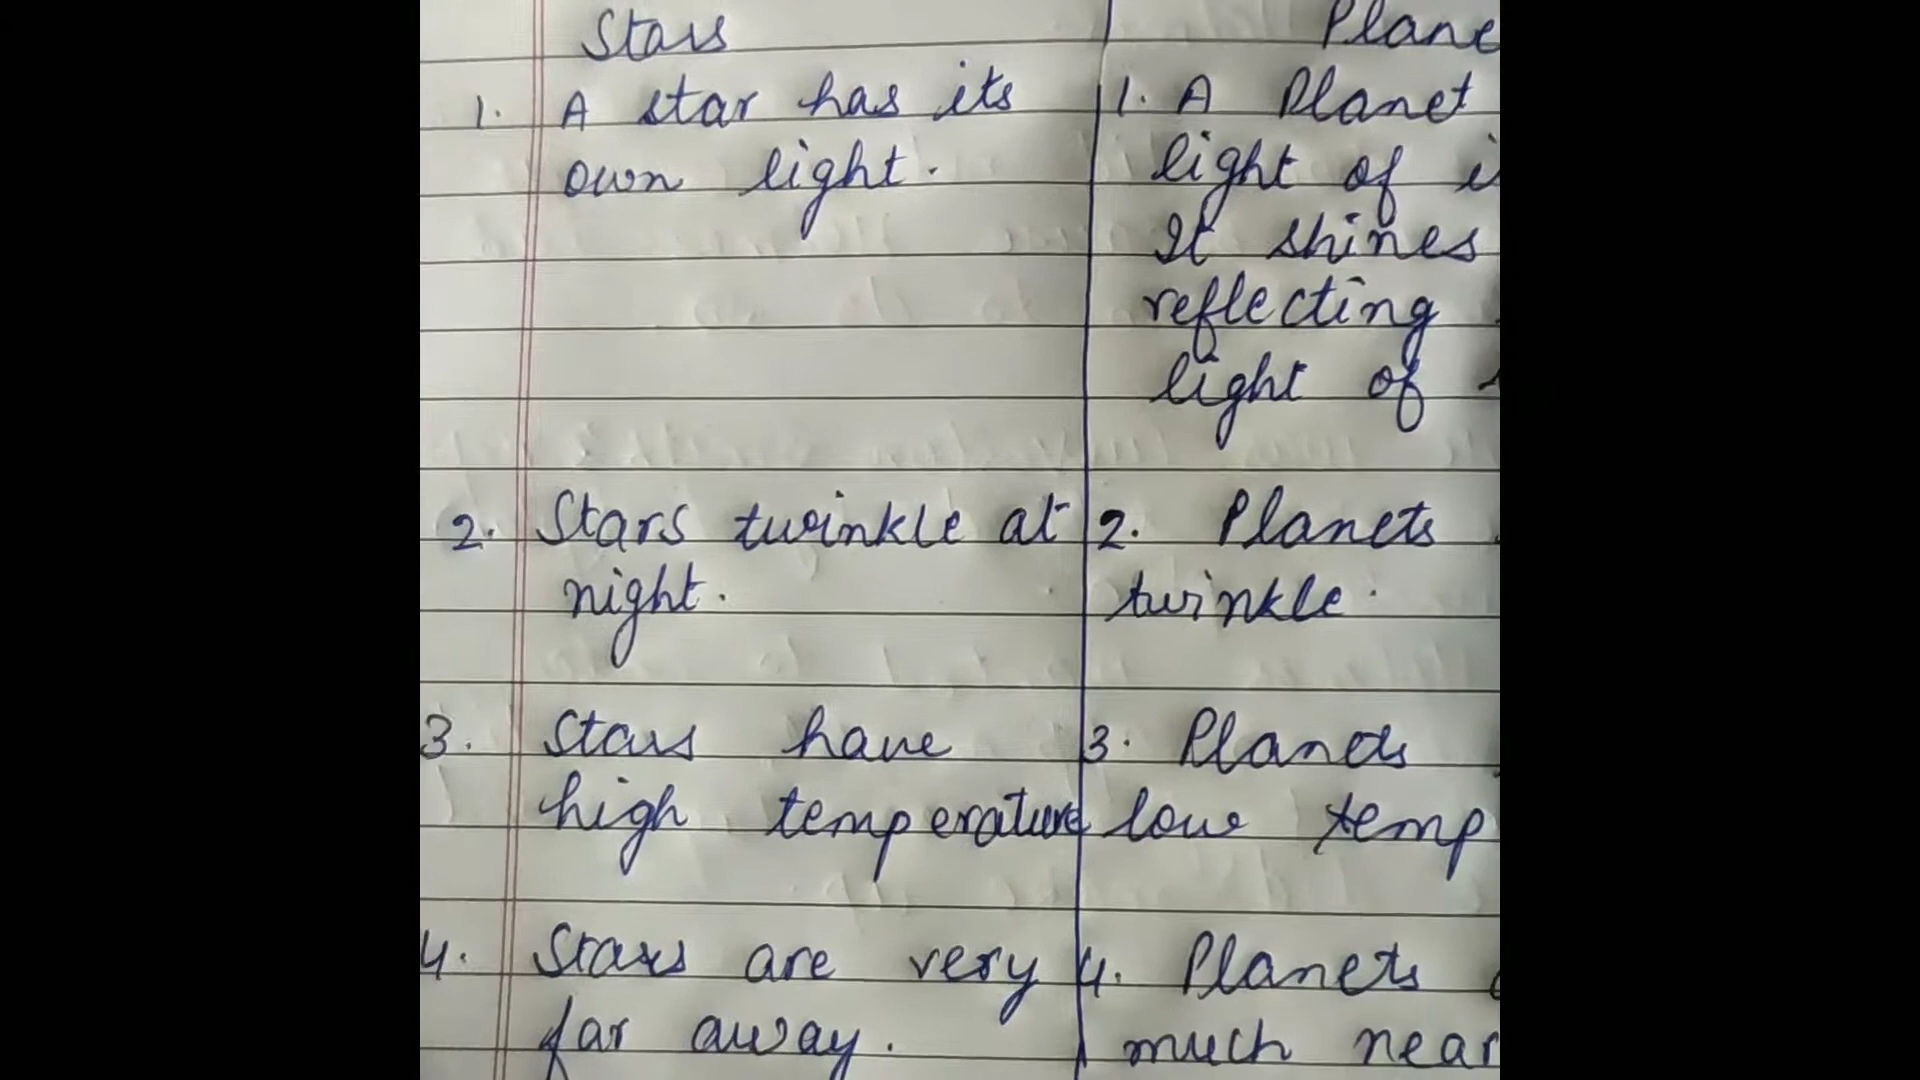 Stars
1. A star has its
own light.
2. Stars twinkle at
night.
3. Stars have
high temperature
4. Stars are very
far away.
Plane
1. A Planet
light of i
It shines
reflecting
light of
2. Planets
twinkle.
3. Planets
low temp
4. Planets
much near